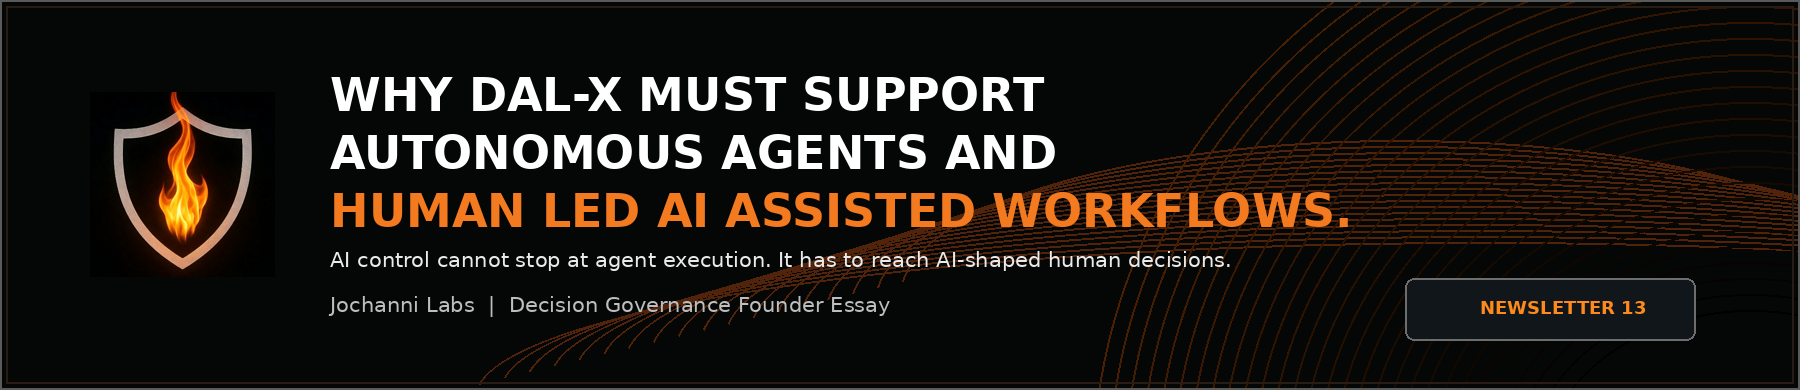 WHY DAL-X MUST SUPPORT
AUTONOMOUS AGENTS AND
HUMAN LED AI ASSISTED WORKFLOWS.
AI control cannot stop at agent execution. It has to reach AI-shaped human decisions.
Jochanni Labs | Decision Governance Founder Essay
NEWSLETTER 13